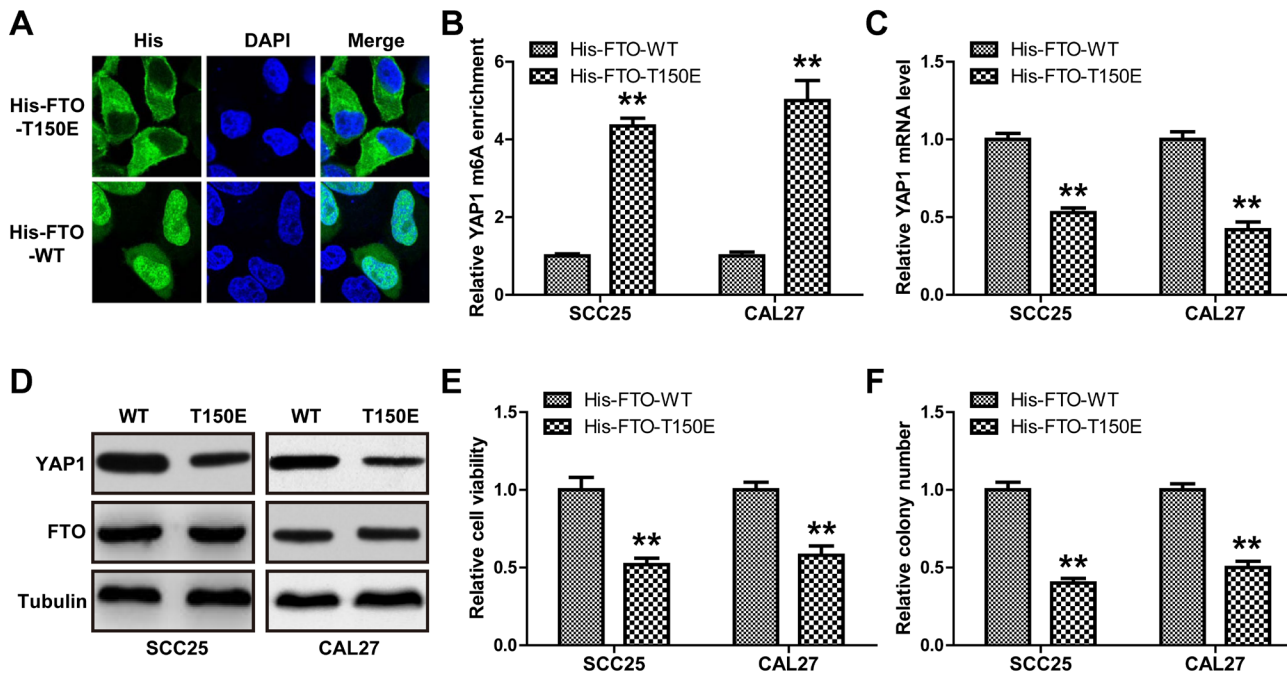 A
His
DAPI
Merge
His-FTO
-T150E
His-FTO
-WT
B
His-FTO-WT
His-FTO-T150E
Relative YAP1 m6A enrichment
8
6
4
2
0
**
**
SCC25
CAL27
C
His-FTO-WT
His-FTO-T150E
Relative YAP1 mRNA level
1.5
1.0
0.5
0.0
**
**
SCC25
CAL27
D
WT
T150E
WT
T150E
YAP1
FTO
Tubulin
SCC25
CAL27
E
His-FTO-WT
His-FTO-T150E
Relative cell viability
1.5
1.0
0.5
0.0
**
**
SCC25
CAL27
F
His-FTO-WT
His-FTO-T150E
Relative colony number
1.5
1.0
0.5
0.0
**
**
SCC25
CAL27